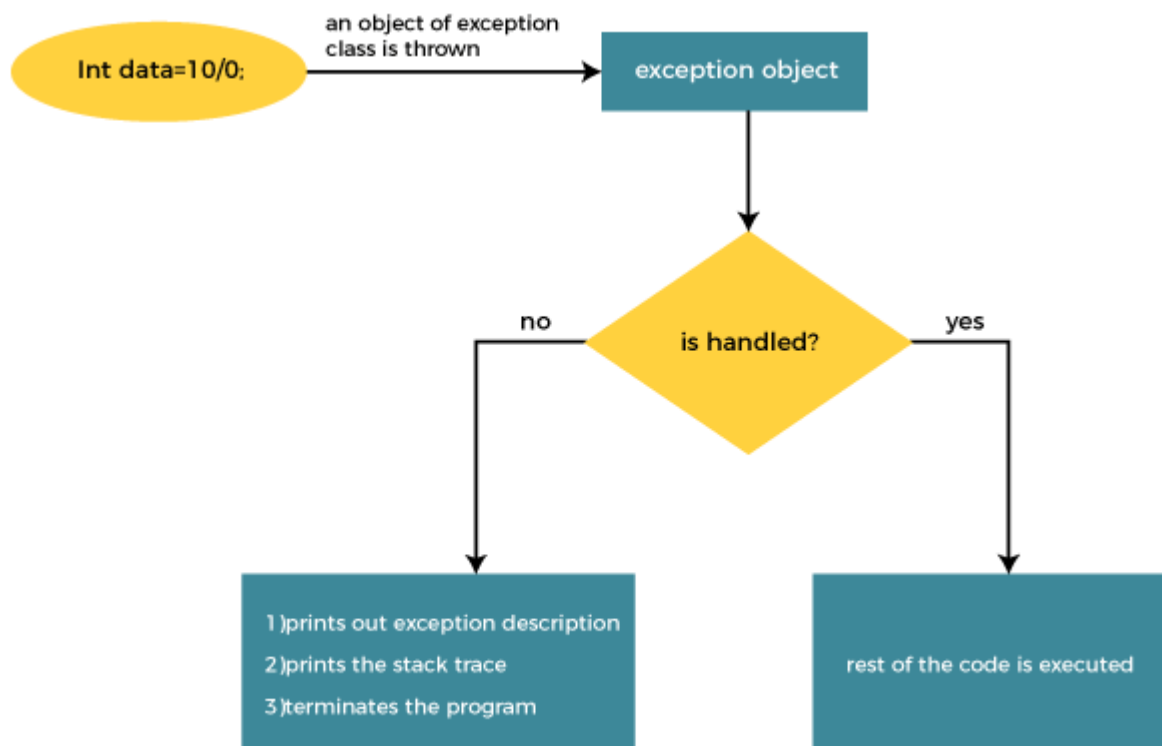 Int data=10/0;
an object of exception
class is thrown
exception object
is handled?
no
yes
1)prints out exception description
2)prints the stack trace
3)terminates the program
rest of the code is executed